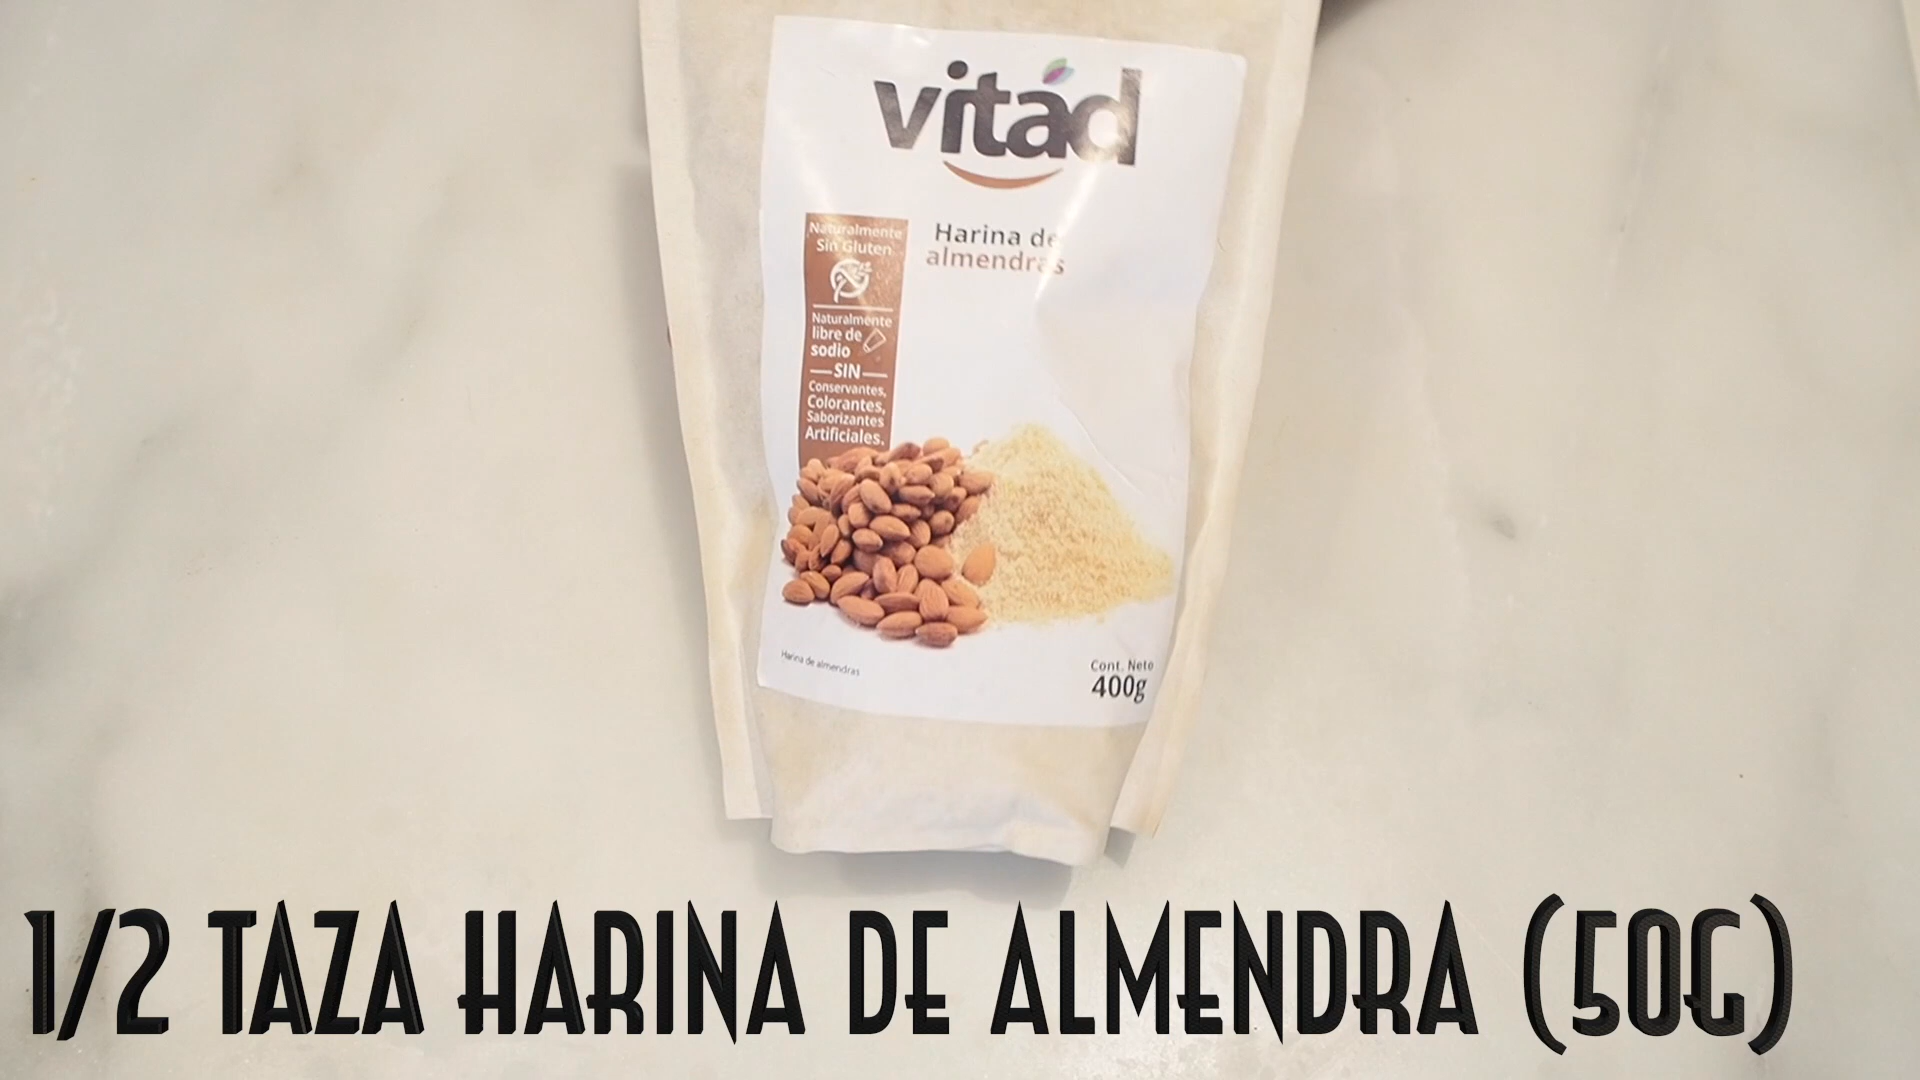 vitad
Harina de
almendras
Naturalmente
Sin Gluten
Naturalmente
libre de
sodio
SIN
Conservantes,
Colorantes,
Saborizantes
Artificiales.
Harina de almendras
Cont. Neto
400g
1/2 TAZA HARINA DE ALMENDRA (50G)